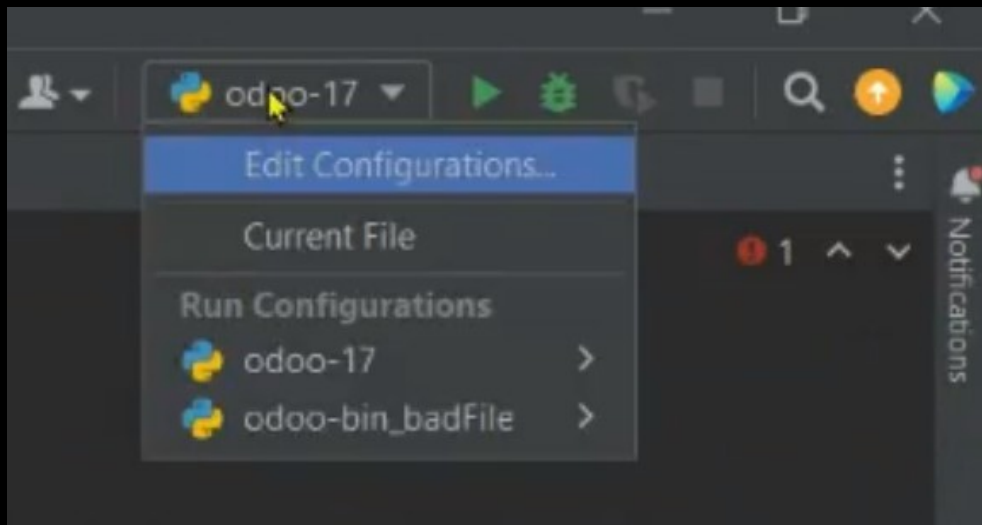 odoo-17
Edit Configurations...
Current File
1
Notifications
Run Configurations
odoo-17
odoo-bin_badFile